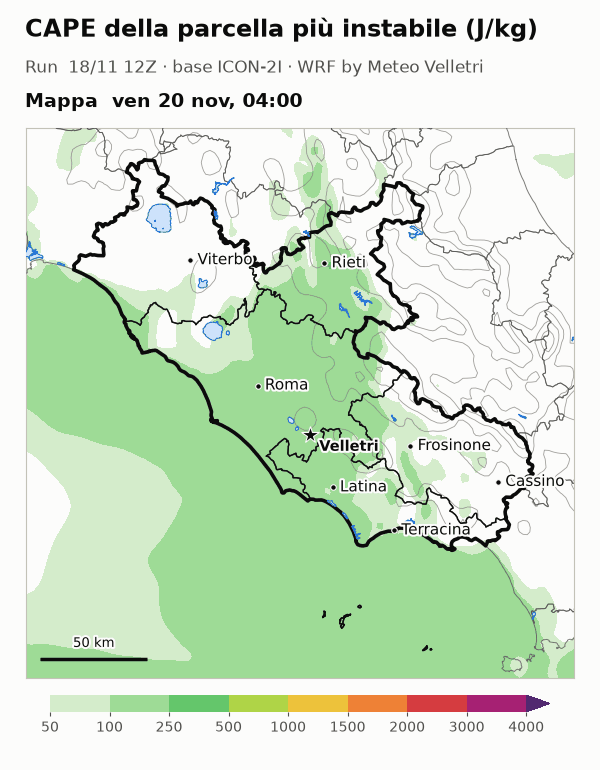 CAPE della parcella più instabile (J/kg)
Run  18/11 12Z · base ICON-2I · WRF by Meteo Velletri
Mappa  ven 20 nov, 04:00
Viterbo
Rieti
Roma
Velletri
Frosinone
Cassino
Latina
Terracina
50 km
50 100 250 500 1000 1500 2000 3000 4000